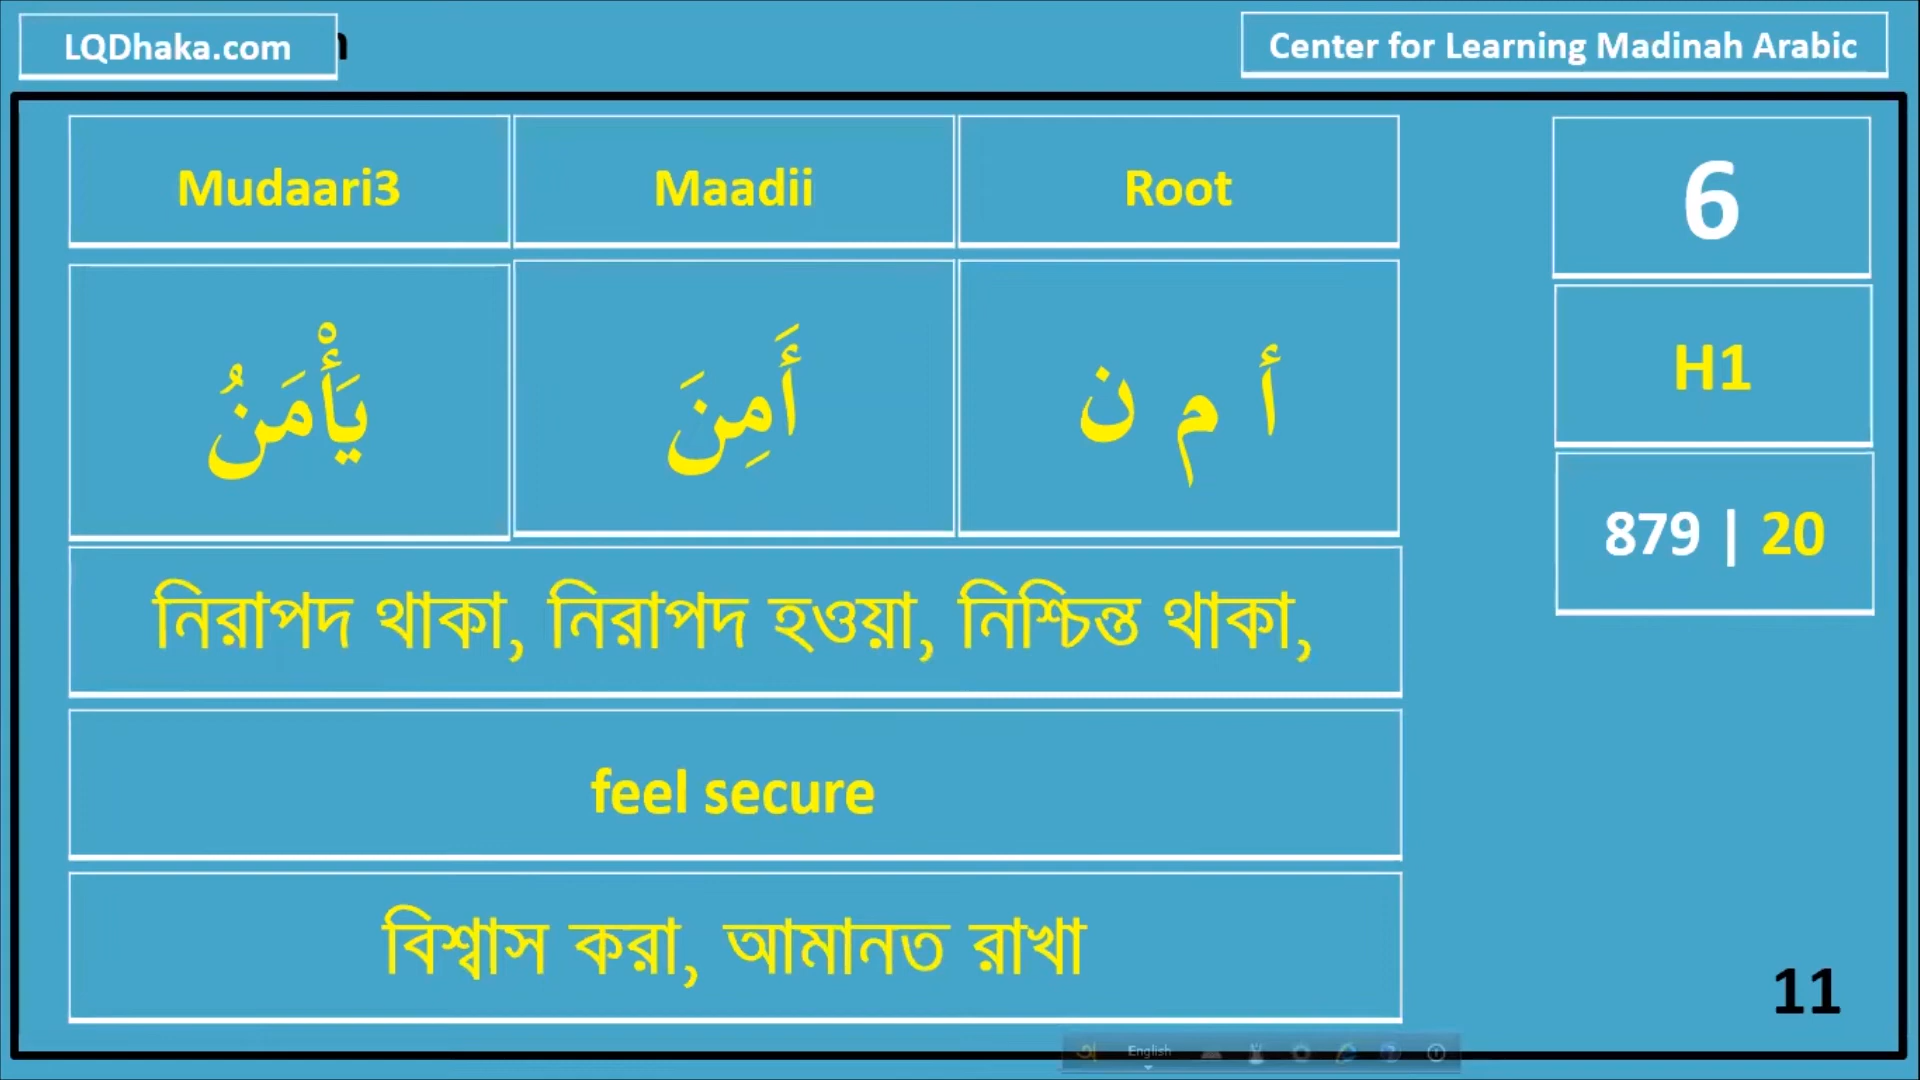 LQDhaka.com
Center for Learning Madinah Arabic
Mudaari3 Maadii Root
6
يَأْمَنُ أَمِنَ أ م ن
H1
879 | 20
নিরাপদ থাকা, নিরাপদ হওয়া, নিশ্চিন্ত থাকা,
feel secure
বিশ্বাস করা, আমানত রাখা
11
English